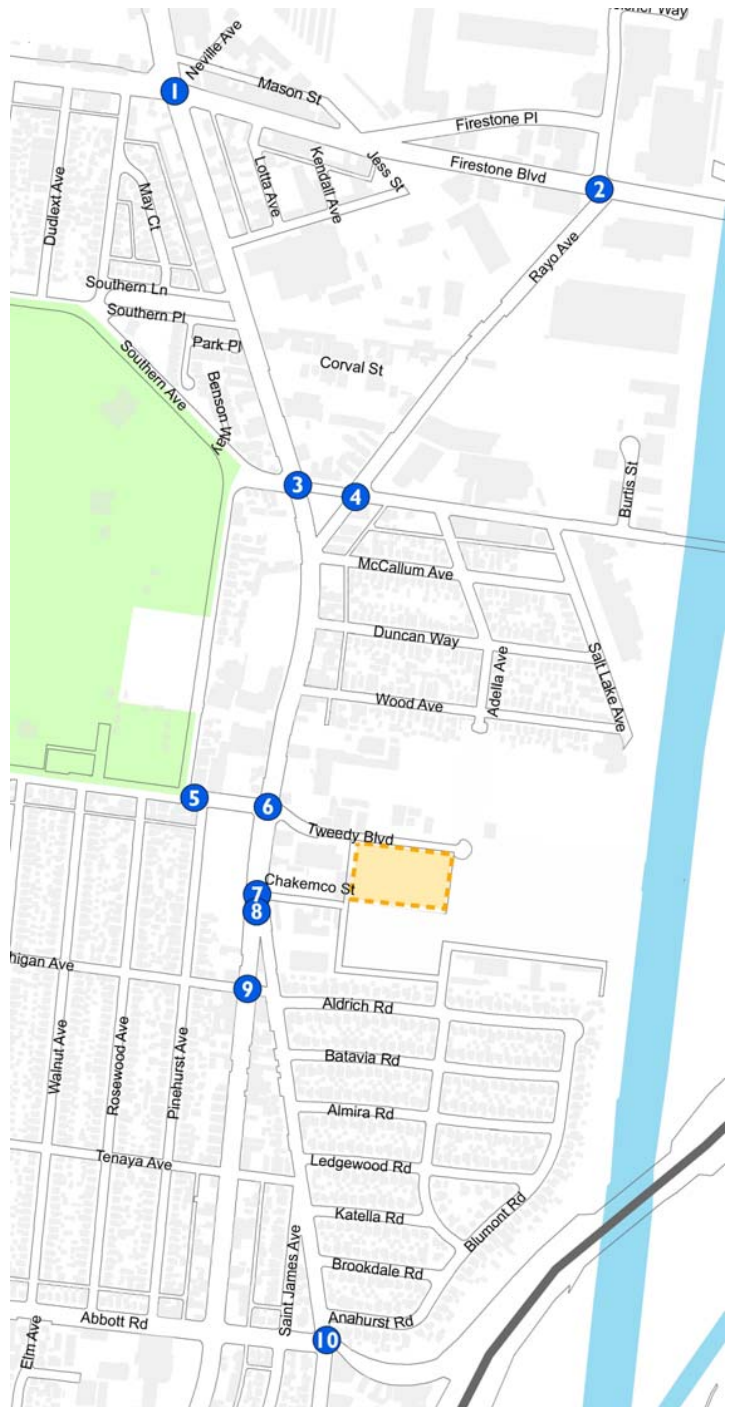 Neville Ave
1
Mason St
Firestone Pl
Jess St
Firestone Blvd
2
Lotta Ave
Kendall Ave
May Ct
Dudlext Ave
Rayo Ave
Southern Ln
Southern Pl
Park Pl
Corval St
Southern Ave
Benson Way
3
4
Burtis St
McCallum Ave
Duncan Way
Adella Ave
Salt Lake Ave
Wood Ave
5
6
Tweedy Blvd
7
Chakemco St
8
higan Ave
9
Aldrich Rd
Walnut Ave
Rosewood Ave
Pinehurst Ave
Batavia Rd
Almira Rd
Tenaya Ave
Ledgewood Rd
Katella Rd
Blumont Rd
Brookdale Rd
Saint James Ave
Abbott Rd
Anahurst Rd
10
Elm Ave